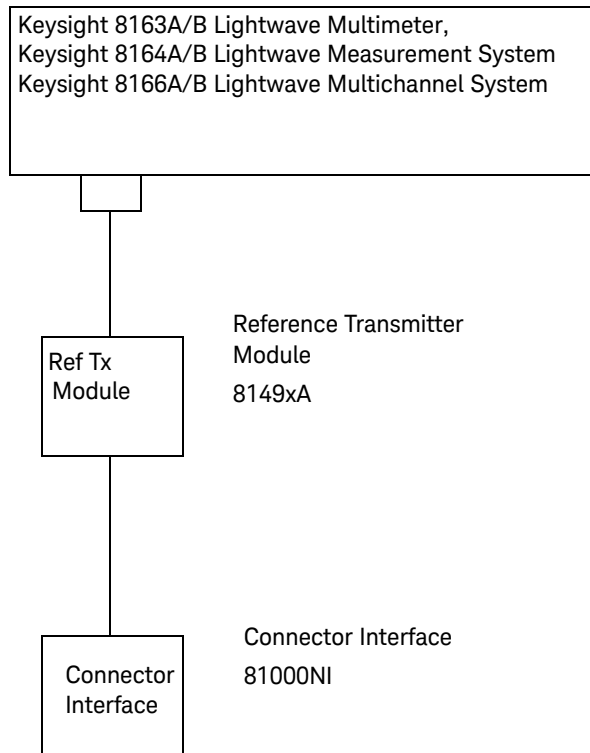 Keysight 8163A/B Lightwave Multimeter,
Keysight 8164A/B Lightwave Measurement System
Keysight 8166A/B Lightwave Multichannel System
Ref Tx
Module
Reference Transmitter
Module
8149xA
Connector
Interface
Connector Interface
81000NI